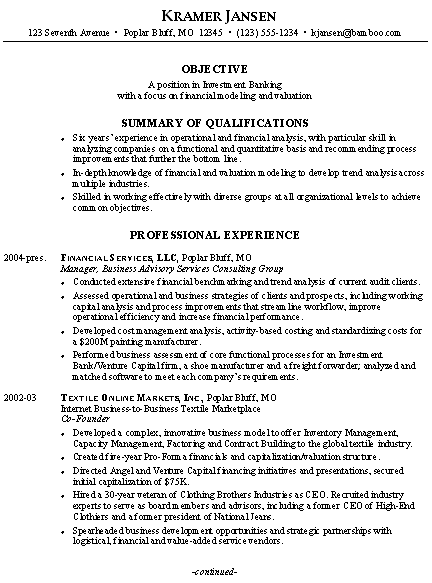 KRAMER JANSEN
123 Seventh Avenue • Poplar Bluff, MO 12345 • (123) 555-1234 • kjansen@bamboo.com
OBJECTIVE
A position in Investment Banking
with a focus on financial modeling and valuation
SUMMARY OF QUALIFICATIONS
• Six years' experience in operational and financial analysis, with particular skill in
analyzing companies on a functional and quantitative basis and recommending process
improvements that further the bottom line.
• In-depth knowledge of financial and valuation modeling to develop trend analysis across
multiple industries.
• Skilled in working effectively with diverse groups at all organizational levels to achieve
common objectives.
PROFESSIONAL EXPERIENCE
2004-pres. FINANCIAL SERVICES, LLC, Poplar Bluff, MO
Manager, Business Advisory Services Consulting Group
• Conducted extensive financial benchmarking and trend analysis of current audit clients.
• Assessed operational and business strategies of clients and prospects, including working
capital analysis and process improvements that streamline workflow, improve
operational efficiency and increase financial performance.
• Developed cost management analysis, activity-based costing and standardizing costs for
a $200M painting manufacturer.
• Performed business assessment of core functional processes for an Investment
Bank/Venture Capital firm, a shoe manufacturer and a freight forwarder; analyzed and
matched software to meet each company's requirements.
2002-03 TEXTILE ONLINE MARKETS, INC., Poplar Bluff, MO
Internet Business-to-Business Textile Marketplace
Co-Founder
• Developed a complex, innovative business model to offer Inventory Management,
Capacity Management, Factoring and Contract Building to the global textile industry.
• Created five-year Pro-Forma financials and capitalization/valuation structure.
• Directed Angel and Venture Capital financing initiatives and presentations, secured
initial capitalization of $75K.
• Hired a 30-year veteran of Clothing Brothers Industries as CEO. Recruited industry
experts to serve as board members and advisors, including a former CEO of High-End
Clothiers and a former president of National Jeans.
• Spearheaded business development opportunities and strategic partnerships with
logistical, financial and value-added service vendors.
-continued-